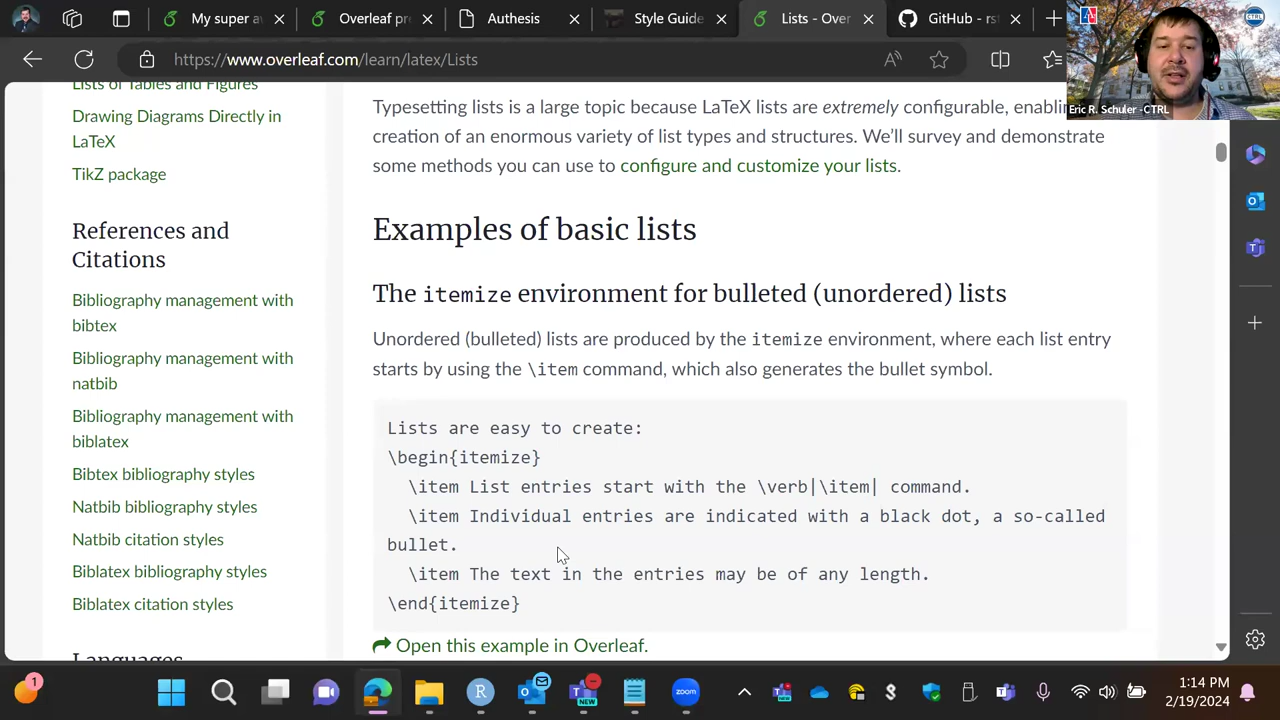 My super av
Overleaf pr
Authesis
Style Guide
Lists - Over
GitHub - rst
CTRL
https://www.overleaf.com/learn/latex/Lists
Eric R. Schuler -CTRL
Lists of Tables and Figures
Drawing Diagrams Directly in
LaTeX
TikZ package
References and
Citations
Bibliography management with
bibtex
Bibliography management with
natbib
Bibliography management with
biblatex
Bibtex bibliography styles
Natbib bibliography styles
Natbib citation styles
Biblatex bibliography styles
Biblatex citation styles
Languages
Typesetting lists is a large topic because LaTeX lists are extremely configurable, enabling
creation of an enormous variety of list types and structures. We'll survey and demonstrate
some methods you can use to configure and customize your lists.
Examples of basic lists
The itemize environment for bulleted (unordered) lists
Unordered (bulleted) lists are produced by the itemize environment, where each list entry
starts by using the \item command, which also generates the bullet symbol.
Lists are easy to create:
\begin{itemize}
\item List entries start with the \verb|\item| command.
\item Individual entries are indicated with a black dot, a so-called
bullet.
\item The text in the entries may be of any length.
\end{itemize}
Open this example in Overleaf.
1
R
NEW
zoom
NEW
1:14 PM
2/19/2024